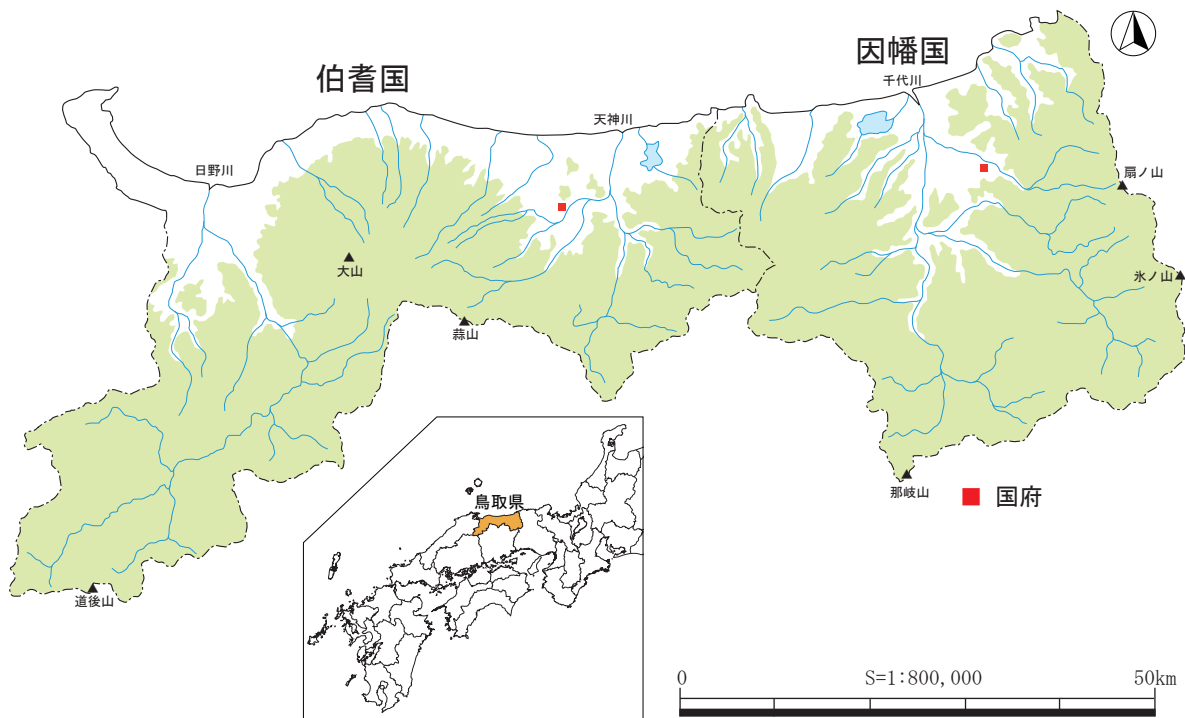 因幡国
伯耆国
千代川
天神川
日野川
扇ノ山
大山
氷ノ山
蒜山
那岐山
国府
鳥取県
道後山
0
S=1:800,000
50km